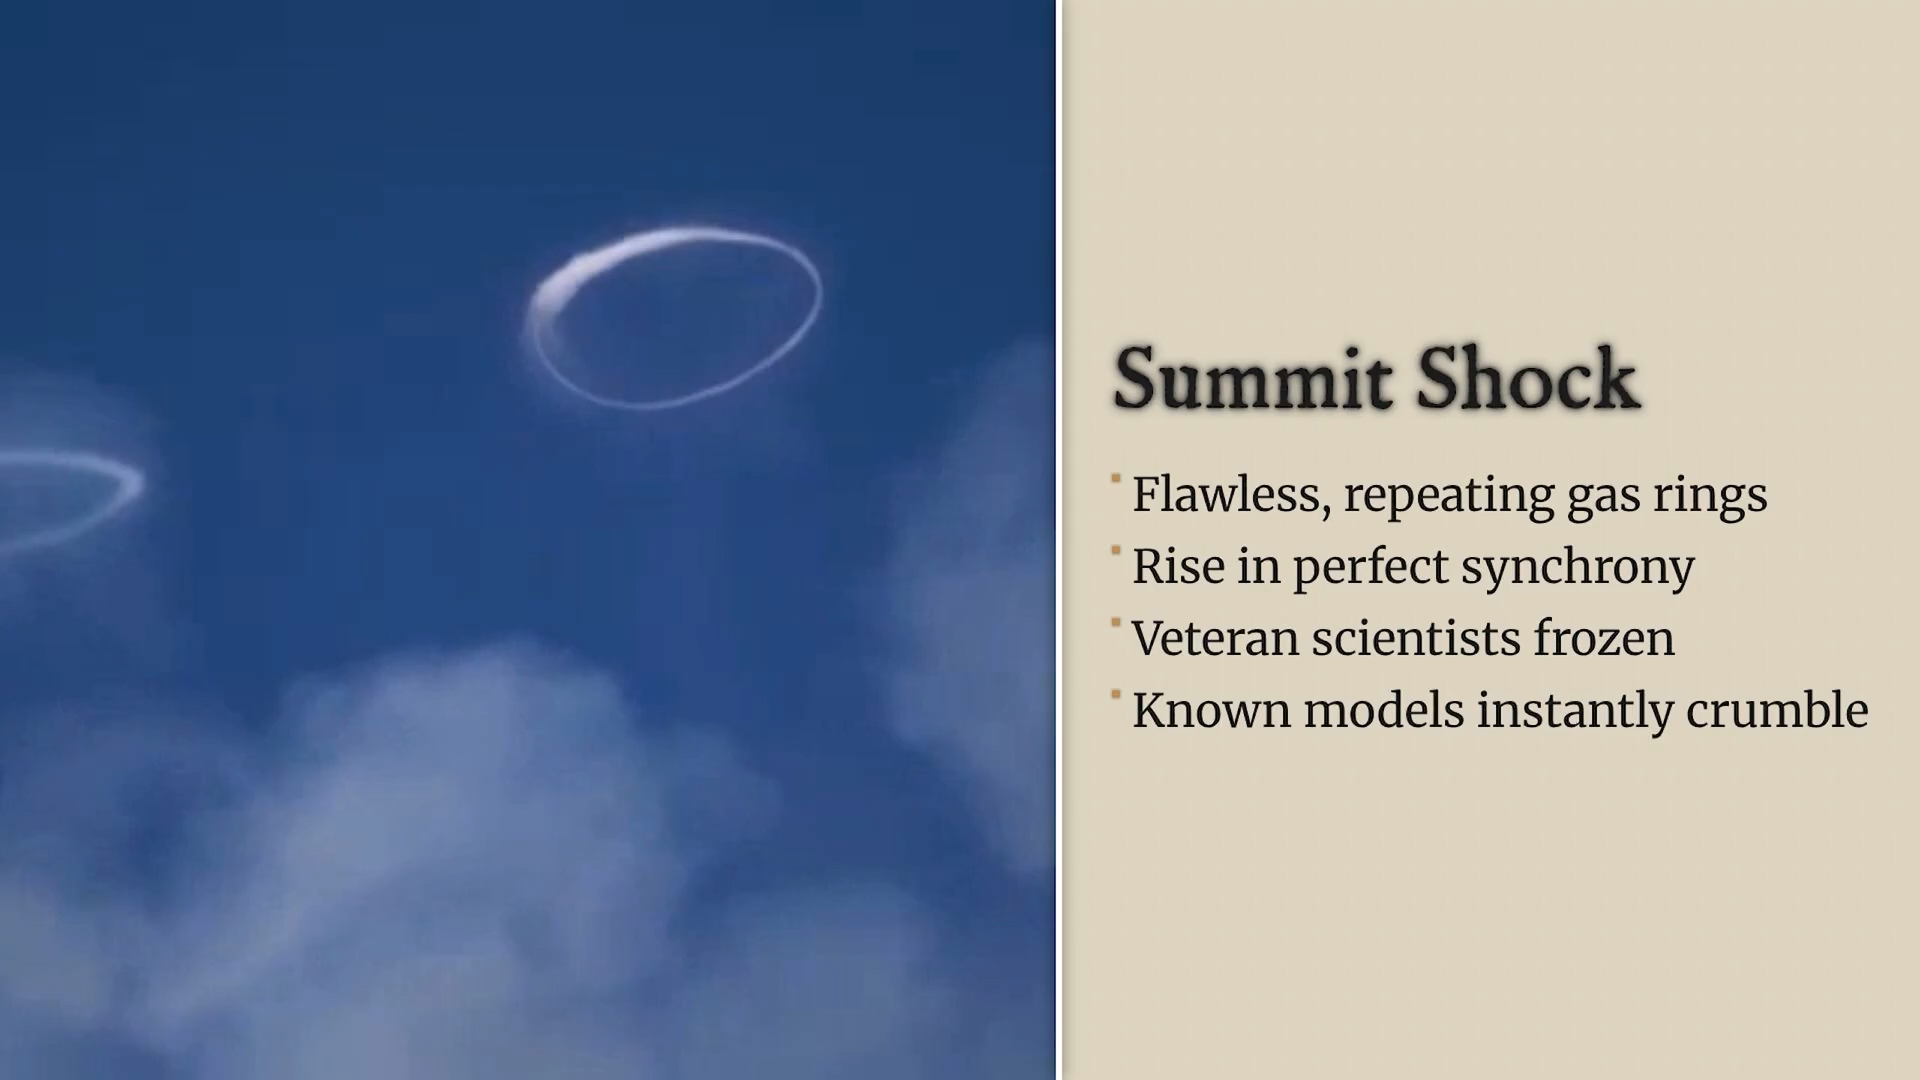 Summit Shock
Flawless, repeating gas rings
Rise in perfect synchrony
Veteran scientists frozen
Known models instantly crumble